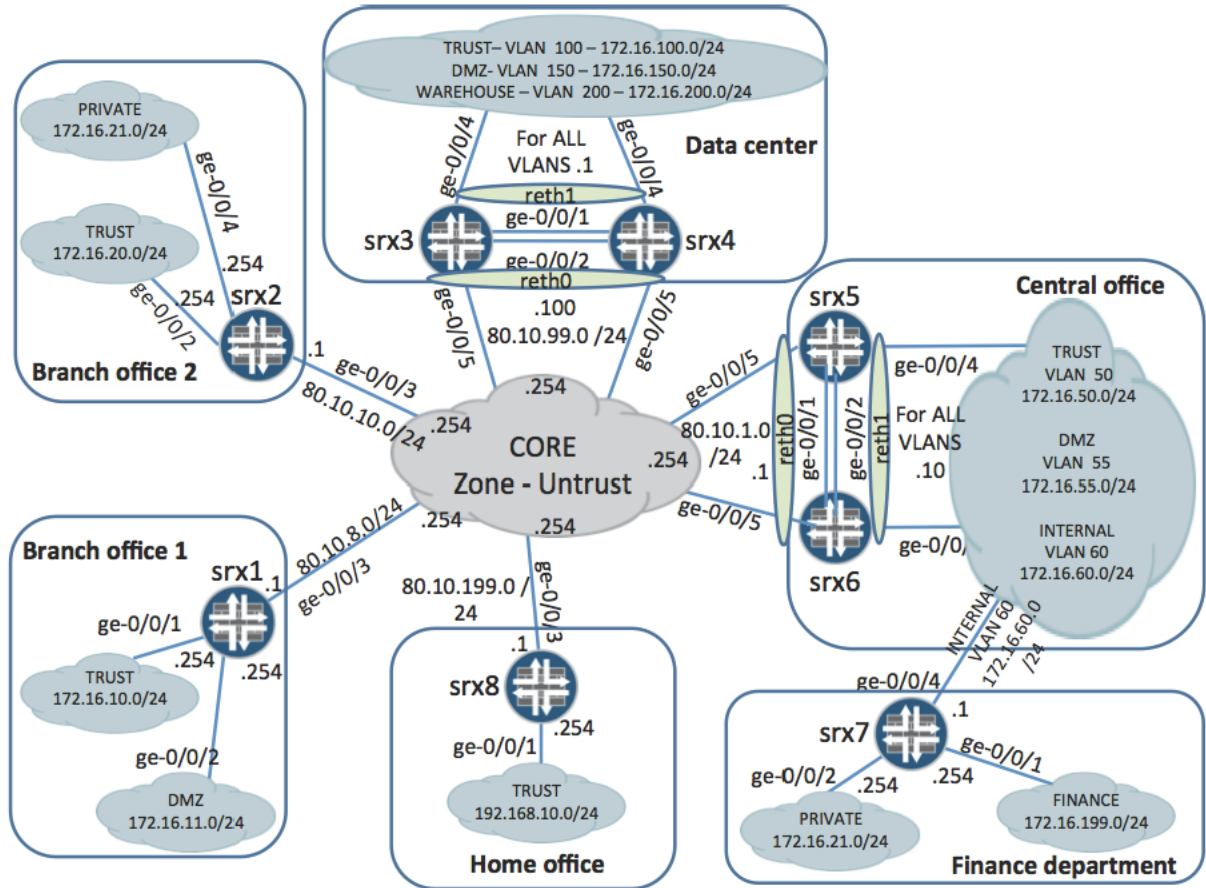 TRUST– VLAN 100 – 172.16.100.0/24
DMZ- VLAN 150 – 172.16.150.0/24
WAREHOUSE – VLAN 200 – 172.16.200.0/24
ge-0/0/4
For ALL
VLANS .1
ge-0/0/4
Data center
reth1
ge-0/0/1
srx3
srx4
ge-0/0/2
reth0
.100
80.10.99.0 /24
ge-0/0/5
ge-0/0/5
PRIVATE
172.16.21.0/24
ge-0/0/4
TRUST
172.16.20.0/24
.254
.254
ge-0/0/2
srx2
.1
Branch office 2
ge-0/0/3
80.10.10.0/24
.254
.254
CORE
Zone - Untrust
.254
.254
.254
Central office
srx5
ge-0/0/5
ge-0/0/4
80.10.1.0
/24
.1
reth0
ge-0/0/1
ge-0/0/2
reth1
For ALL
VLANS
.10
TRUST
VLAN 50
172.16.50.0/24
DMZ
VLAN 55
172.16.55.0/24
INTERNAL
VLAN 60
172.16.60.0/24
ge-0/0/5
ge-0/0/
srx6
INTERNAL
VLAN 60
172.16.60.0
/24
Branch office 1
srx1
.1
80.10.8.0/24
ge-0/0/3
ge-0/0/1
.254
.254
TRUST
172.16.10.0/24
ge-0/0/2
DMZ
172.16.11.0/24
80.10.199.0 /
24
ge-0/0/3
.1
srx8
.254
ge-0/0/1
TRUST
192.168.10.0/24
Home office
ge-0/0/4
.1
srx7
ge-0/0/2
.254
.254
ge-0/0/1
PRIVATE
172.16.21.0/24
FINANCE
172.16.199.0/24
Finance department